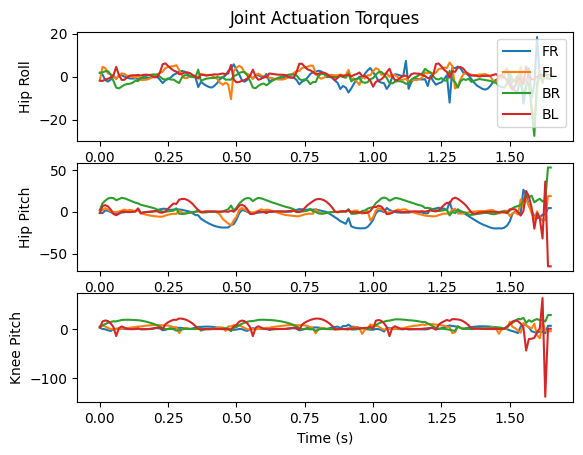 Joint Actuation Torques
Hip Roll
20
0
−20
FR
FL
BR
BL
0.00 0.25 0.50 0.75 1.00 1.25 1.50
Hip Pitch
50
0
−50
0.00 0.25 0.50 0.75 1.00 1.25 1.50
Knee Pitch
0
−100
0.00 0.25 0.50 0.75 1.00 1.25 1.50
Time (s)